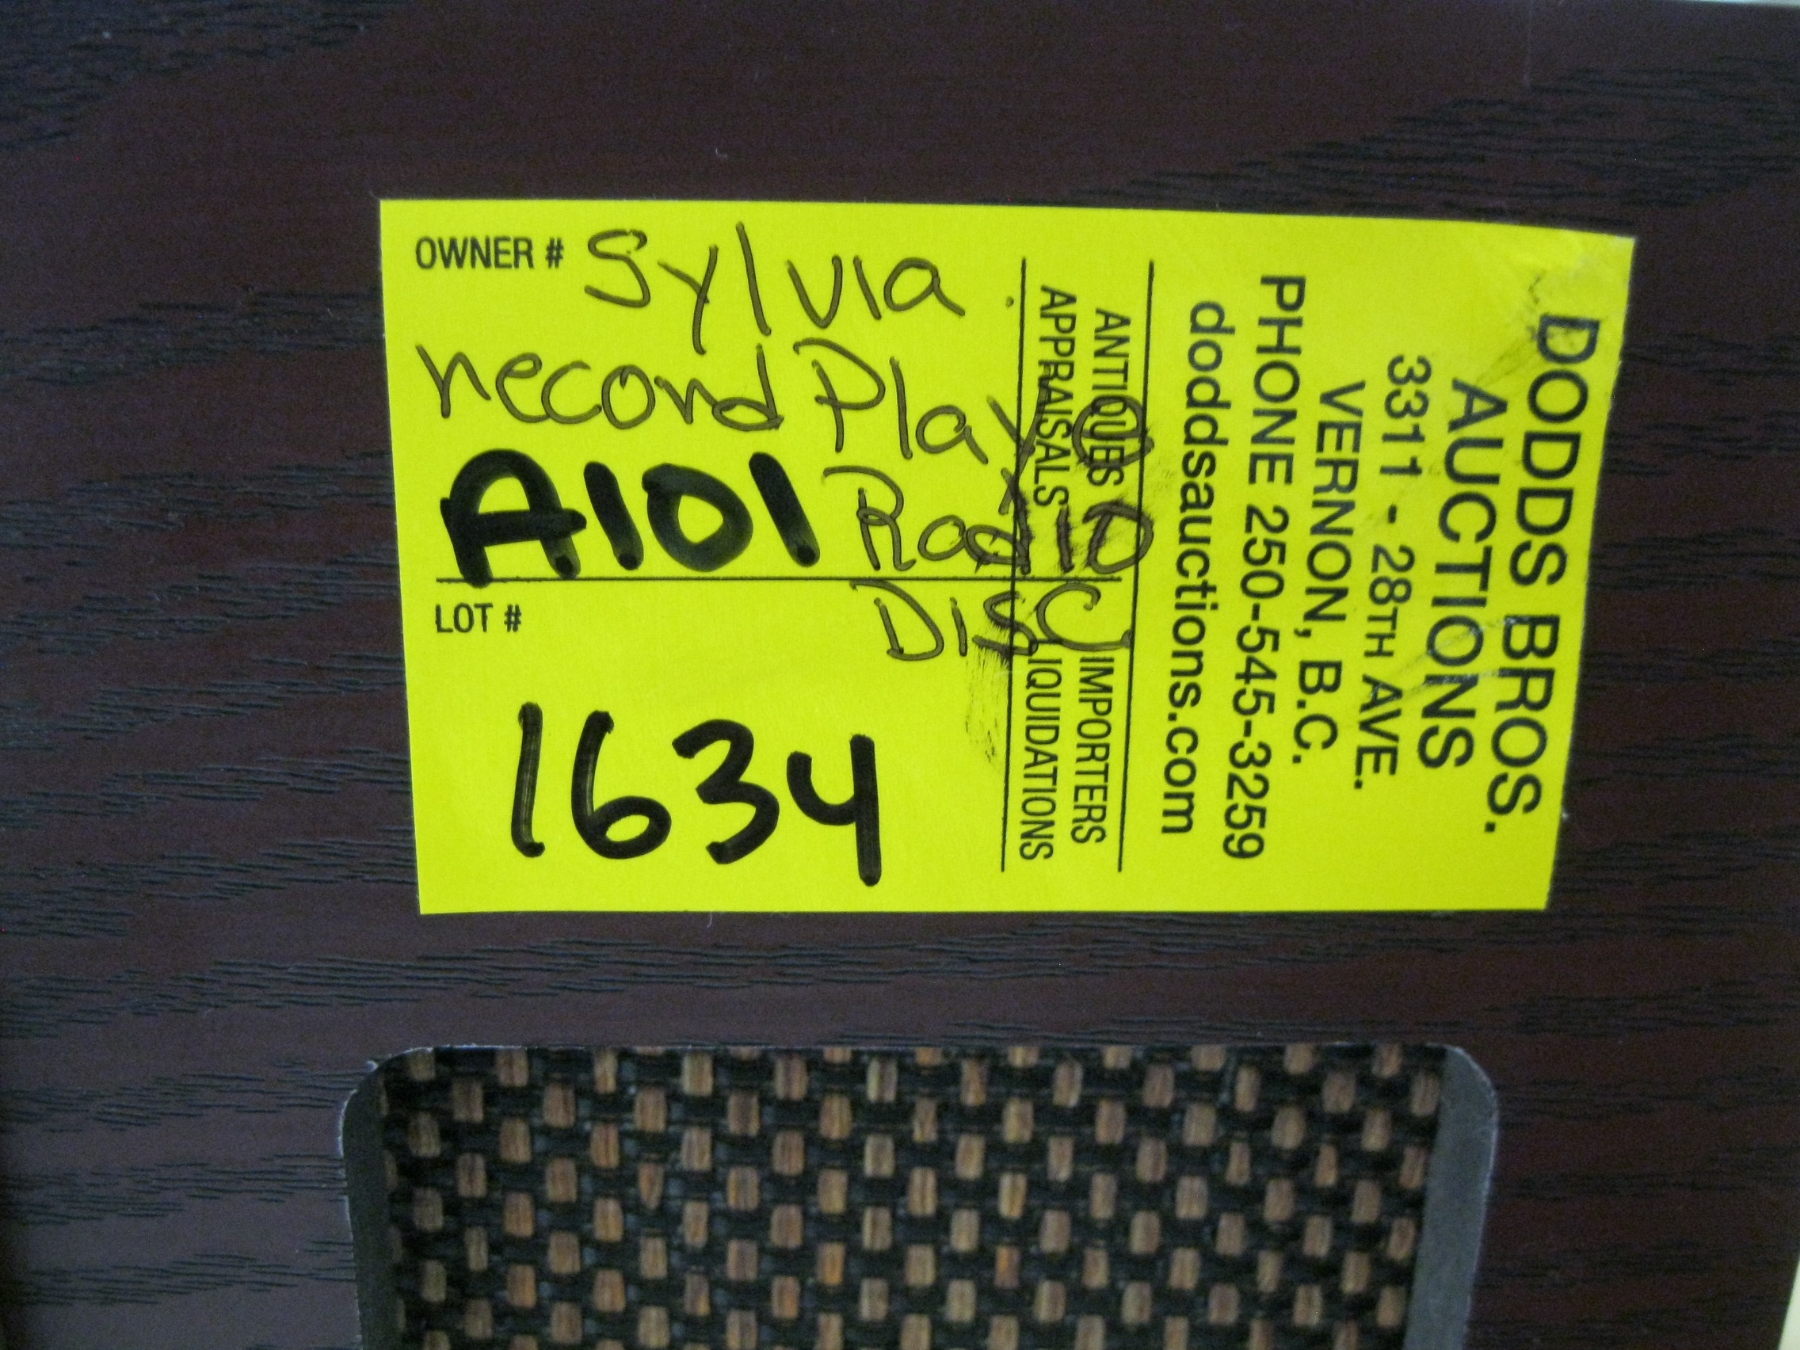 OWNER # Sylvia
record Play
A101 Radio
Disc
LOT #
1634
DODDS BROS.
AUCTIONS
3311 - 28TH AVE.
VERNON, B.C.
PHONE 250-545-3259
doddsauctions.com
ANTIQUES IMPORTERS
APPRAISALS LIQUIDATIONS